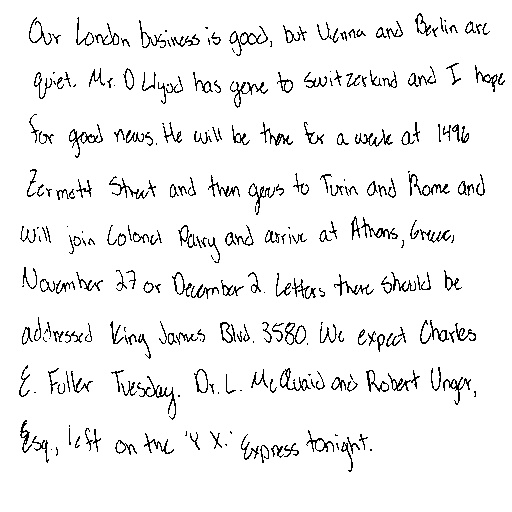 Our London business is good, but Vienna and Berlin are
quiet. Mr. D Llyod has gone to Switzerland and I hope
for good news. He will be there for a week at 1496
Zermott Street and then goes to Turin and Rome and
will join Colonel Parry and arrive at Athens, Greece,
November 27 or December 2. Letters there should be
addressed King James Blvd. 3580. We expect Charles
E. Fuller Tuesday. Dr. L. McQuaid and Robert Unger,
Esq., left on the 'Y X.' Express tonight.